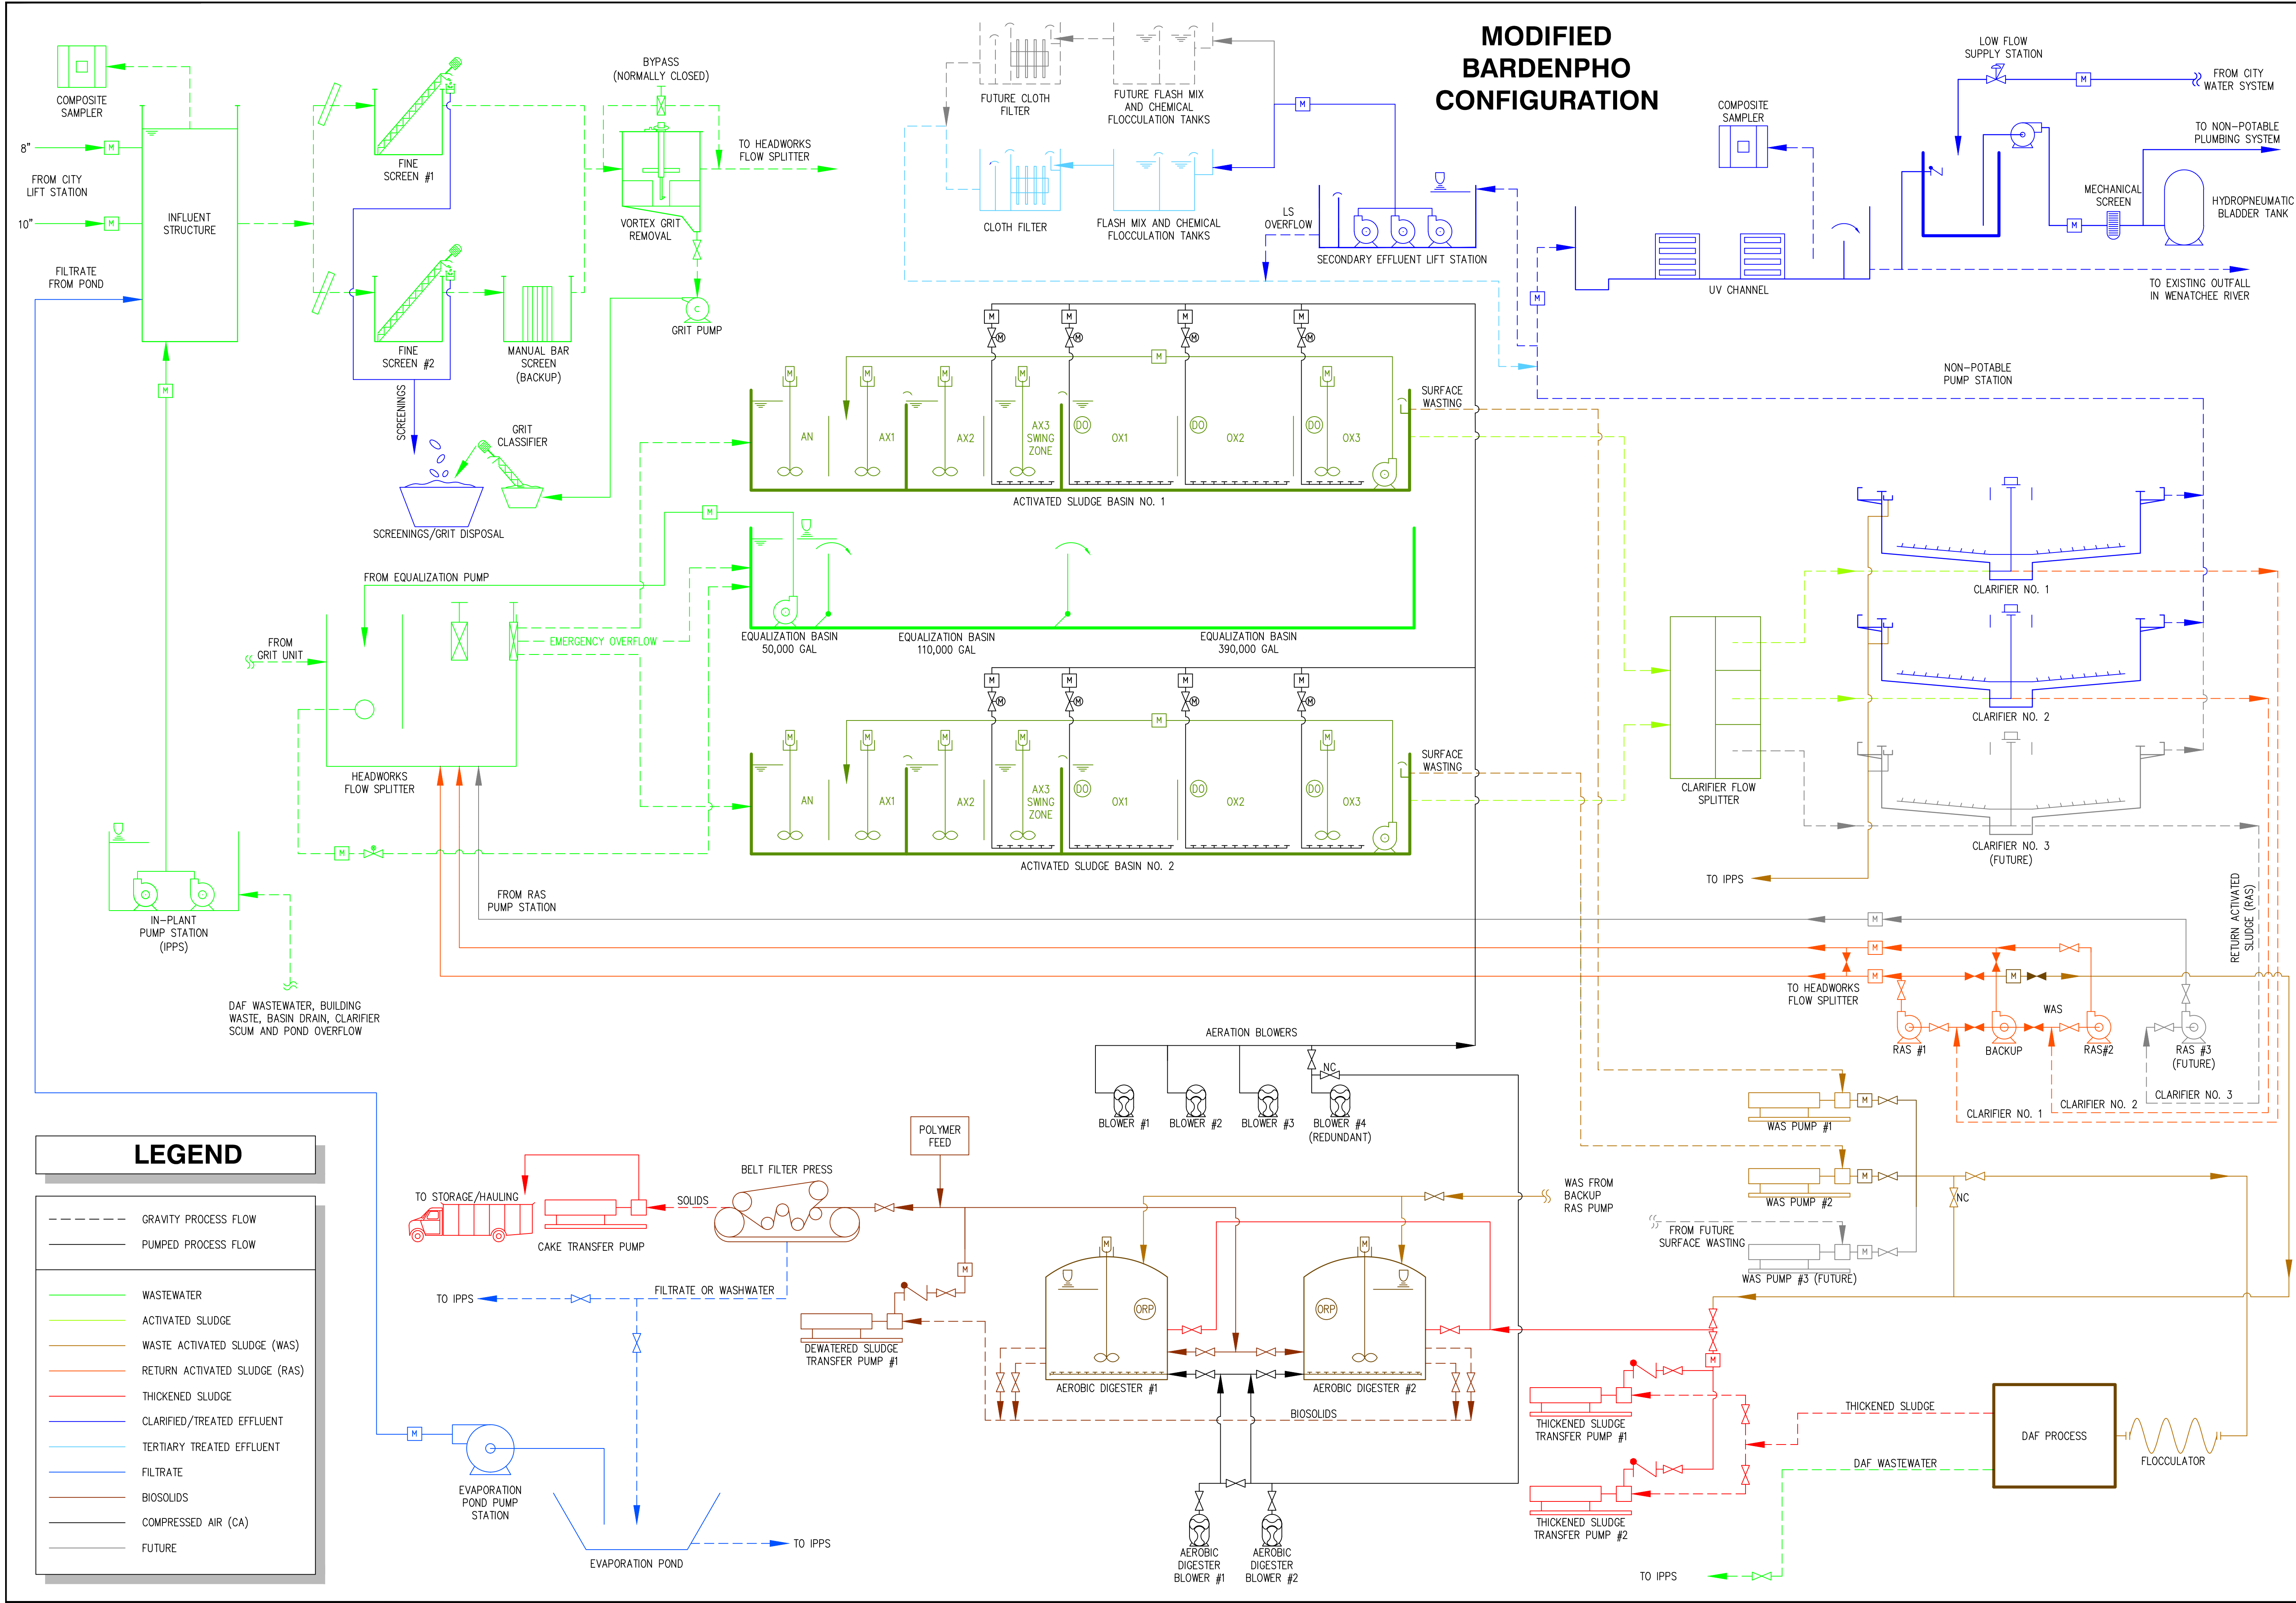 MODIFIED
BARDENPHO
CONFIGURATION
COMPOSITE
SAMPLER
8"
FROM CITY
LIFT STATION
10"
FILTRATE
FROM POND
INFLUENT
STRUCTURE
M
M
M
FINE
SCREEN #1
FINE
SCREEN #2
MANUAL BAR
SCREEN
(BACKUP)
BYPASS
(NORMALLY CLOSED)
VORTEX GRIT
REMOVAL
TO HEADWORKS
FLOW SPLITTER
C
GRIT PUMP
SCREENINGS
GRIT
CLASSIFIER
SCREENINGS/GRIT DISPOSAL
FUTURE CLOTH
FILTER
FUTURE FLASH MIX
AND CHEMICAL
FLOCCULATION TANKS
CLOTH FILTER
FLASH MIX AND CHEMICAL
FLOCCULATION TANKS
M
LS
OVERFLOW
SECONDARY EFFLUENT LIFT STATION
M
COMPOSITE
SAMPLER
UV CHANNEL
LOW FLOW
SUPPLY STATION
M
FROM CITY
WATER SYSTEM
TO NON-POTABLE
PLUMBING SYSTEM
MECHANICAL
SCREEN
M
HYDROPNEUMATIC
BLADDER TANK
TO EXISTING OUTFALL
IN WENATCHEE RIVER
NON-POTABLE
PUMP STATION
M M M M
M M M M
M
M M M M M
DO DO DO
AN AX1 AX2
AX3
SWING
ZONE
OX1 OX2 OX3
SURFACE
WASTING
ACTIVATED SLUDGE BASIN NO. 1
M
FROM EQUALIZATION PUMP
EQUALIZATION BASIN
50,000 GAL
EQUALIZATION BASIN
110,000 GAL
EQUALIZATION BASIN
390,000 GAL
FROM
GRIT UNIT
EMERGENCY OVERFLOW
HEADWORKS
FLOW SPLITTER
M
M M M M
M M M M
M
M M M M M
DO DO DO
AN AX1 AX2
AX3
SWING
ZONE
OX1 OX2 OX3
SURFACE
WASTING
ACTIVATED SLUDGE BASIN NO. 2
CLARIFIER FLOW
SPLITTER
CLARIFIER NO. 1
CLARIFIER NO. 2
CLARIFIER NO. 3
(FUTURE)
TO IPPS
RETURN ACTIVATED
SLUDGE (RAS)
IN-PLANT
PUMP STATION
(IPPS)
DAF WASTEWATER, BUILDING
WASTE, BASIN DRAIN, CLARIFIER
SCUM AND POND OVERFLOW
FROM RAS
PUMP STATION
M
M
M
M
TO HEADWORKS
FLOW SPLITTER
WAS
RAS #1
BACKUP
RAS#2
RAS #3
(FUTURE)
CLARIFIER NO. 1
CLARIFIER NO. 2
CLARIFIER NO. 3
AERATION BLOWERS
NC
BLOWER #1
BLOWER #2
BLOWER #3
BLOWER #4
(REDUNDANT)
M
WAS PUMP #1
M
WAS PUMP #2
NC
FROM FUTURE
SURFACE WASTING
M
WAS PUMP #3 (FUTURE)
WAS FROM
BACKUP
RAS PUMP
LEGEND
GRAVITY PROCESS FLOW
PUMPED PROCESS FLOW
WASTEWATER
ACTIVATED SLUDGE
WASTE ACTIVATED SLUDGE (WAS)
RETURN ACTIVATED SLUDGE (RAS)
THICKENED SLUDGE
CLARIFIED/TREATED EFFLUENT
TERTIARY TREATED EFFLUENT
FILTRATE
BIOSOLIDS
COMPRESSED AIR (CA)
FUTURE
POLYMER
FEED
BELT FILTER PRESS
SOLIDS
TO STORAGE/HAULING
CAKE TRANSFER PUMP
FILTRATE OR WASHWATER
TO IPPS
M
DEWATERED SLUDGE
TRANSFER PUMP #1
M
M
ORP
ORP
AEROBIC DIGESTER #1
AEROBIC DIGESTER #2
BIOSOLIDS
M
EVAPORATION
POND PUMP
STATION
EVAPORATION POND
TO IPPS
AEROBIC
DIGESTER
BLOWER #1
AEROBIC
DIGESTER
BLOWER #2
M
THICKENED SLUDGE
TRANSFER PUMP #1
THICKENED SLUDGE
TRANSFER PUMP #2
THICKENED SLUDGE
DAF WASTEWATER
DAF PROCESS
FLOCCULATOR
TO IPPS